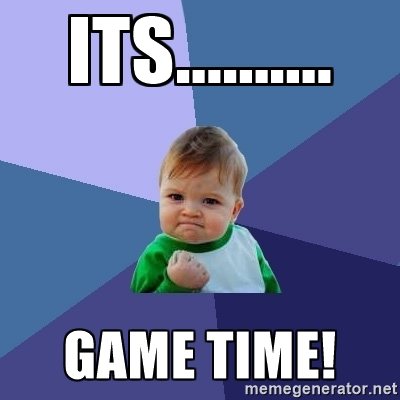 ITS..........
GAME TIME!
memegenerator.net